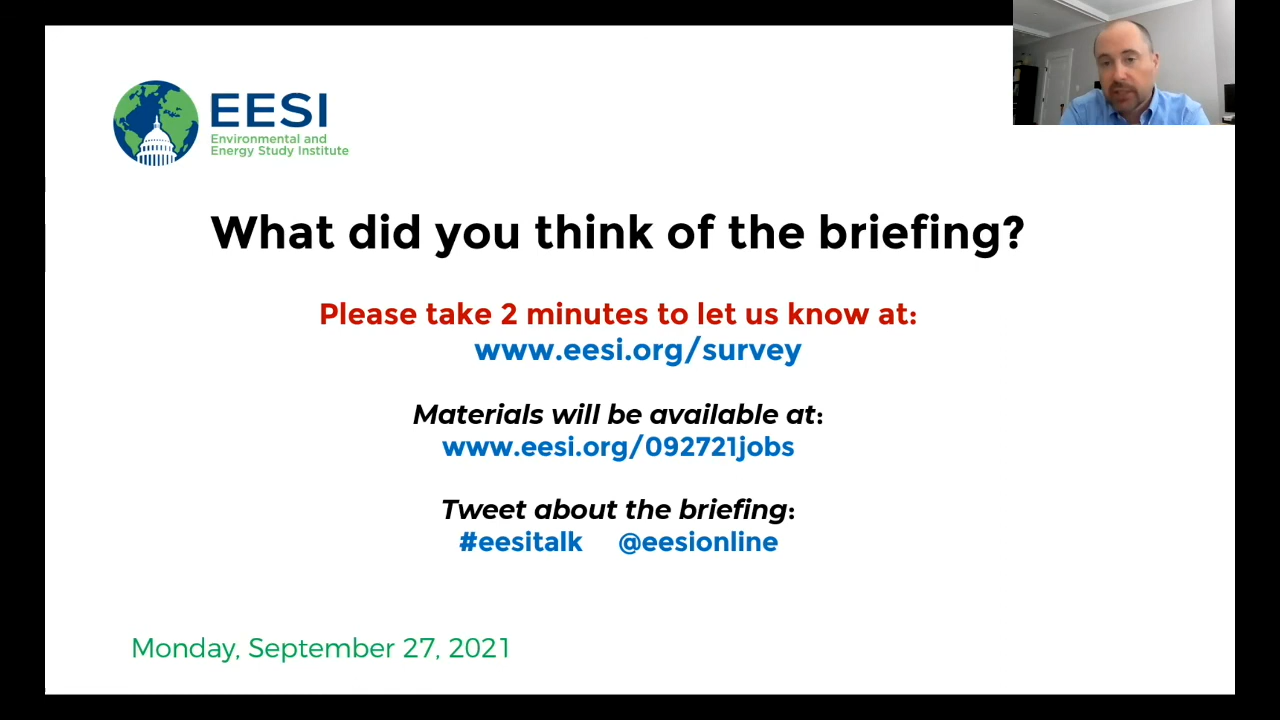 EESI
Environmental and
Energy Study Institute
What did you think of the briefing?
Please take 2 minutes to let us know at:
www.eesi.org/survey
Materials will be available at:
www.eesi.org/092721jobs
Tweet about the briefing:
#eesitalk @eesionline
Monday, September 27, 2021